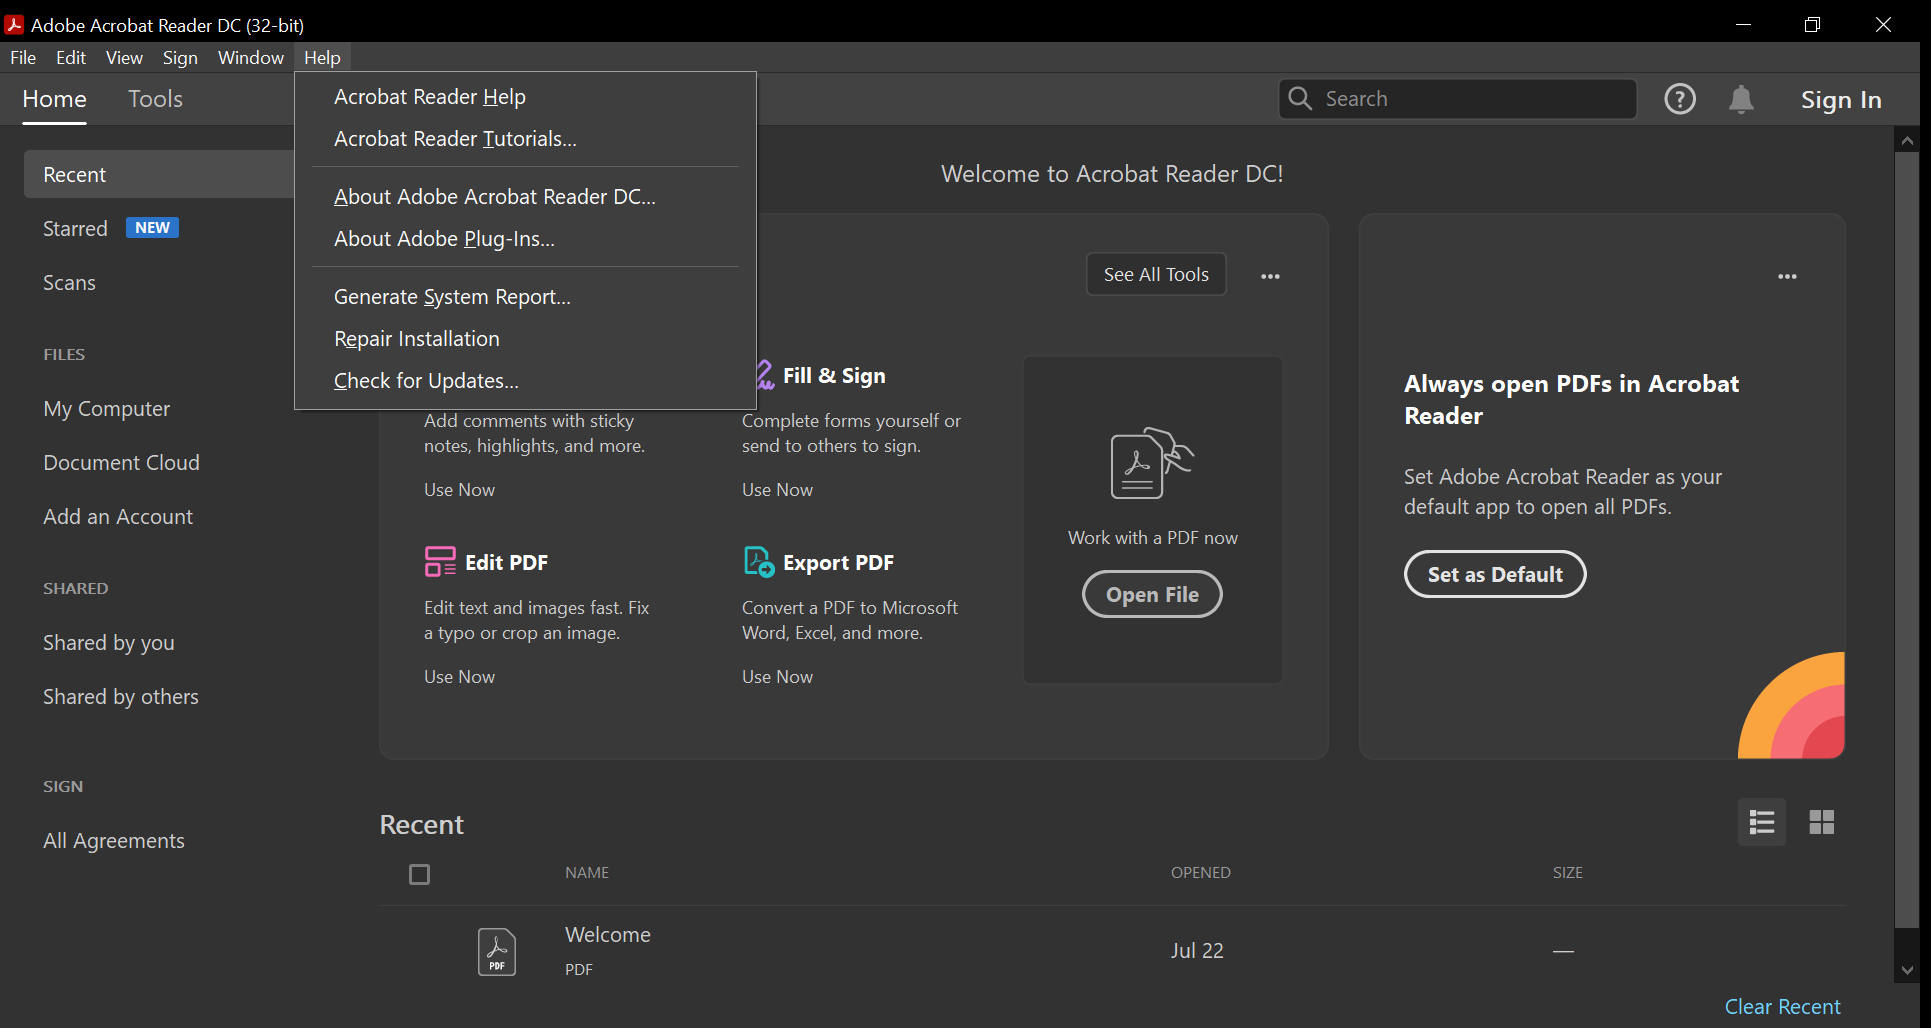 Adobe Acrobat Reader DC (32-bit)
File Edit View Sign Window Help
Home Tools
Search
Sign In
Acrobat Reader Help
Acrobat Reader Tutorials...
About Adobe Acrobat Reader DC...
About Adobe Plug-Ins...
Generate System Report...
Repair Installation
Check for Updates...
Recent
Starred NEW
Scans
FILES
My Computer
Document Cloud
Add an Account
SHARED
Shared by you
Shared by others
SIGN
All Agreements
Welcome to Acrobat Reader DC!
See All Tools
Add comments with sticky
notes, highlights, and more.
Use Now
Fill & Sign
Complete forms yourself or
send to others to sign.
Use Now
Edit PDF
Edit text and images fast. Fix
a typo or crop an image.
Use Now
Export PDF
Convert a PDF to Microsoft
Word, Excel, and more.
Use Now
Work with a PDF now
Open File
Always open PDFs in Acrobat
Reader
Set Adobe Acrobat Reader as your
default app to open all PDFs.
Set as Default
Recent
NAME OPENED SIZE
PDF
Welcome
PDF
Jul 22 —
Clear Recent